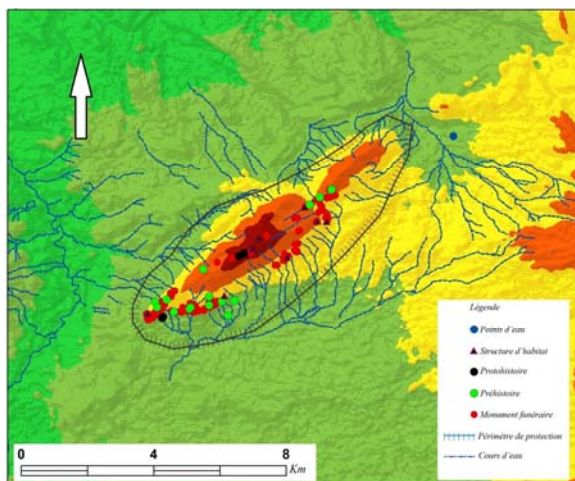 Légende
Points d'eau
Structure d'habitat
Protohistoire
Préhistoire
Monument funéraire
Périmètre de protection
Cours d'eau
0 4 8
Km